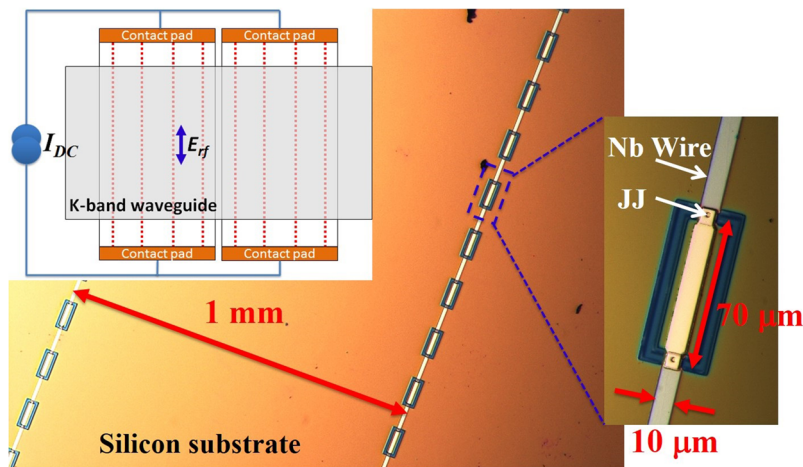 Contact pad Contact pad
I_DC
E_rf
K-band waveguide
Contact pad Contact pad
Nb Wire
JJ
1 mm
70 μm
10 μm
Silicon substrate